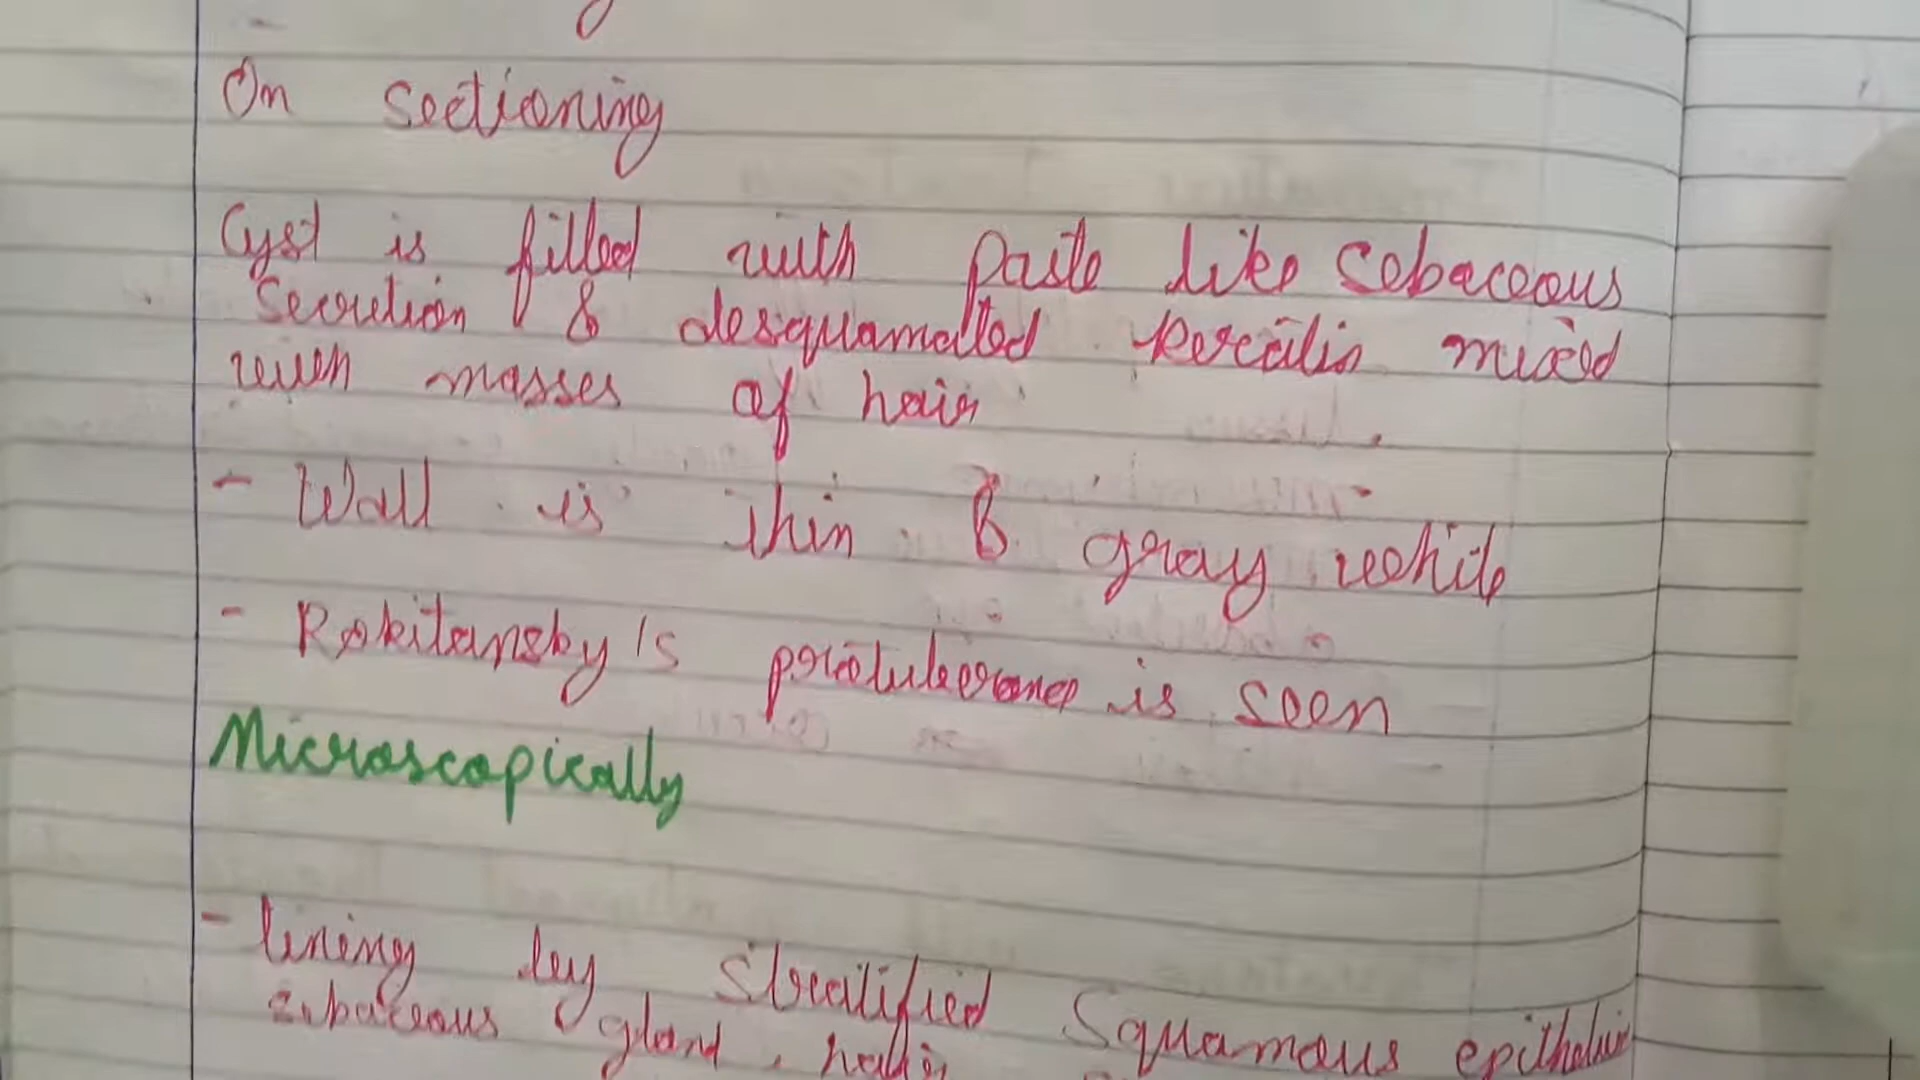 On sectioning
Cyst is filled with paste like sebaceous
secretion & desquamatted keratin mixed
with masses of hair
- Wall is thin & gray white
- Rokitansky's protuberance is seen
Microscopically
- lining by stratified squamous epithelium
sebaceous gland, hair